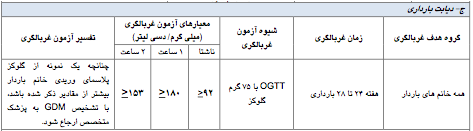 ج- دیابت بارداری
گروه هدف غربالگری
زمان غربالگری
شیوه آزمون
غربالگری
معیارهای آزمون غربالگری
(میلی گرم/ دسی لیتر)
ناشتا
۱ ساعت
۲ ساعت
تفسیر آزمون غربالگری
همه خانم های باردار
هفته ۲۴ تا ۲۸ بارداری
OGTT با ۷۵ گرم
گلوکز
≥۹۲
≥۱۸۰
≥۱۵۳
چنانچه یک نمونه از گلوکز
پلاسمای وریدی خانم باردار
بیشتر از مقادیر ذکر شده باشد،
با تشخیص GDM به پزشک
متخصص ارجاع شود.